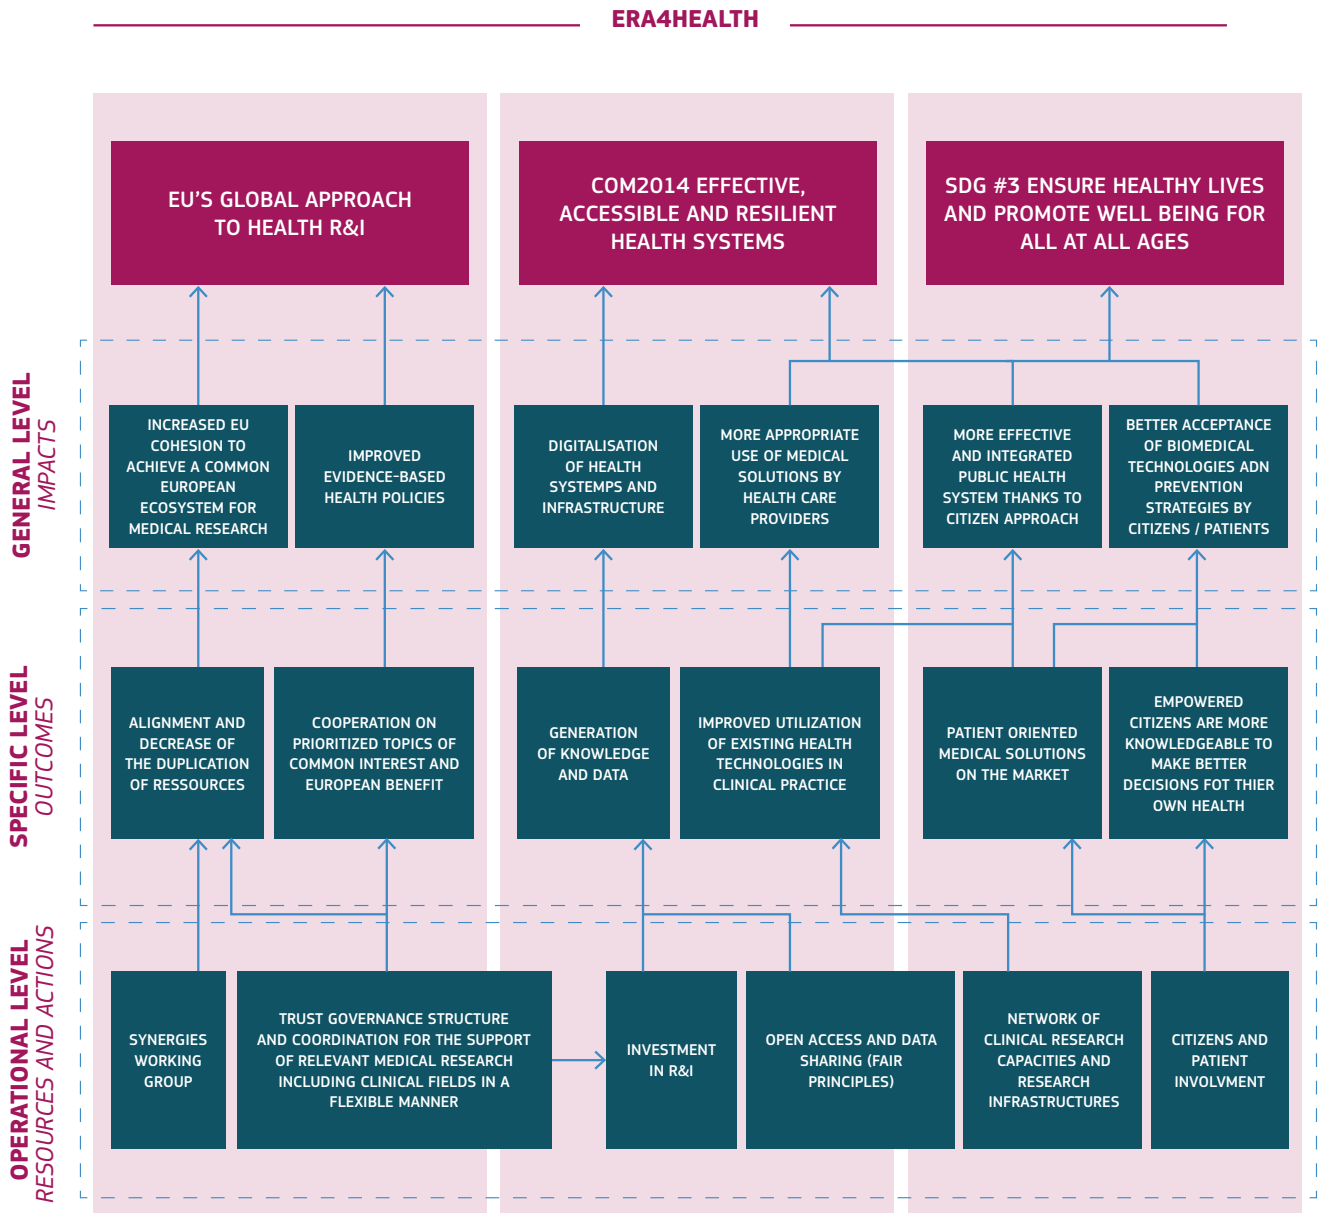 ERA4HEALTH
EU'S GLOBAL APPROACH
TO HEALTH R&I
COM2014 EFFECTIVE,
ACCESSIBLE AND RESILIENT
HEALTH SYSTEMS
SDG #3 ENSURE HEALTHY LIVES
AND PROMOTE WELL BEING FOR
ALL AT ALL AGES
GENERAL LEVEL
IMPACTS
INCREASED EU
COHESION TO
ACHIEVE A COMMON
EUROPEAN
ECOSYSTEM FOR
MEDICAL RESEARCH
IMPROVED
EVIDENCE-BASED
HEALTH POLICIES
DIGITALISATION
OF HEALTH
SYSTEMPS AND
INFRASTRUCTURE
MORE APPROPRIATE
USE OF MEDICAL
SOLUTIONS BY
HEALTH CARE
PROVIDERS
MORE EFFECTIVE
AND INTEGRATED
PUBLIC HEALTH
SYSTEM THANKS TO
CITIZEN APPROACH
BETTER ACCEPTANCE
OF BIOMEDICAL
TECHNOLOGIES ADN
PREVENTION
STRATEGIES BY
CITIZENS / PATIENTS
SPECIFIC LEVEL
OUTCOMES
ALIGNMENT AND
DECREASE OF
THE DUPLICATION
OF RESSOURCES
COOPERATION ON
PRIORITIZED TOPICS OF
COMMON INTEREST AND
EUROPEAN BENEFIT
GENERATION
OF KNOWLEDGE
AND DATA
IMPROVED UTILIZATION
OF EXISTING HEALTH
TECHNOLOGIES IN
CLINICAL PRACTICE
PATIENT ORIENTED
MEDICAL SOLUTIONS
ON THE MARKET
EMPOWERED
CITIZENS ARE MORE
KNOWLEDGEABLE TO
MAKE BETTER
DECISIONS FOT THIER
OWN HEALTH
OPERATIONAL LEVEL
RESOURCES AND ACTIONS
SYNERGIES
WORKING
GROUP
TRUST GOVERNANCE STRUCTURE
AND COORDINATION FOR THE SUPPORT
OF RELEVANT MEDICAL RESEARCH
INCLUDING CLINICAL FIELDS IN A
FLEXIBLE MANNER
INVESTMENT
IN R&I
OPEN ACCESS AND DATA
SHARING (FAIR
PRINCIPLES)
NETWORK OF
CLINICAL RESEARCH
CAPACITIES AND
RESEARCH
INFRASTRUCTURES
CITIZENS AND
PATIENT
INVOLVMENT